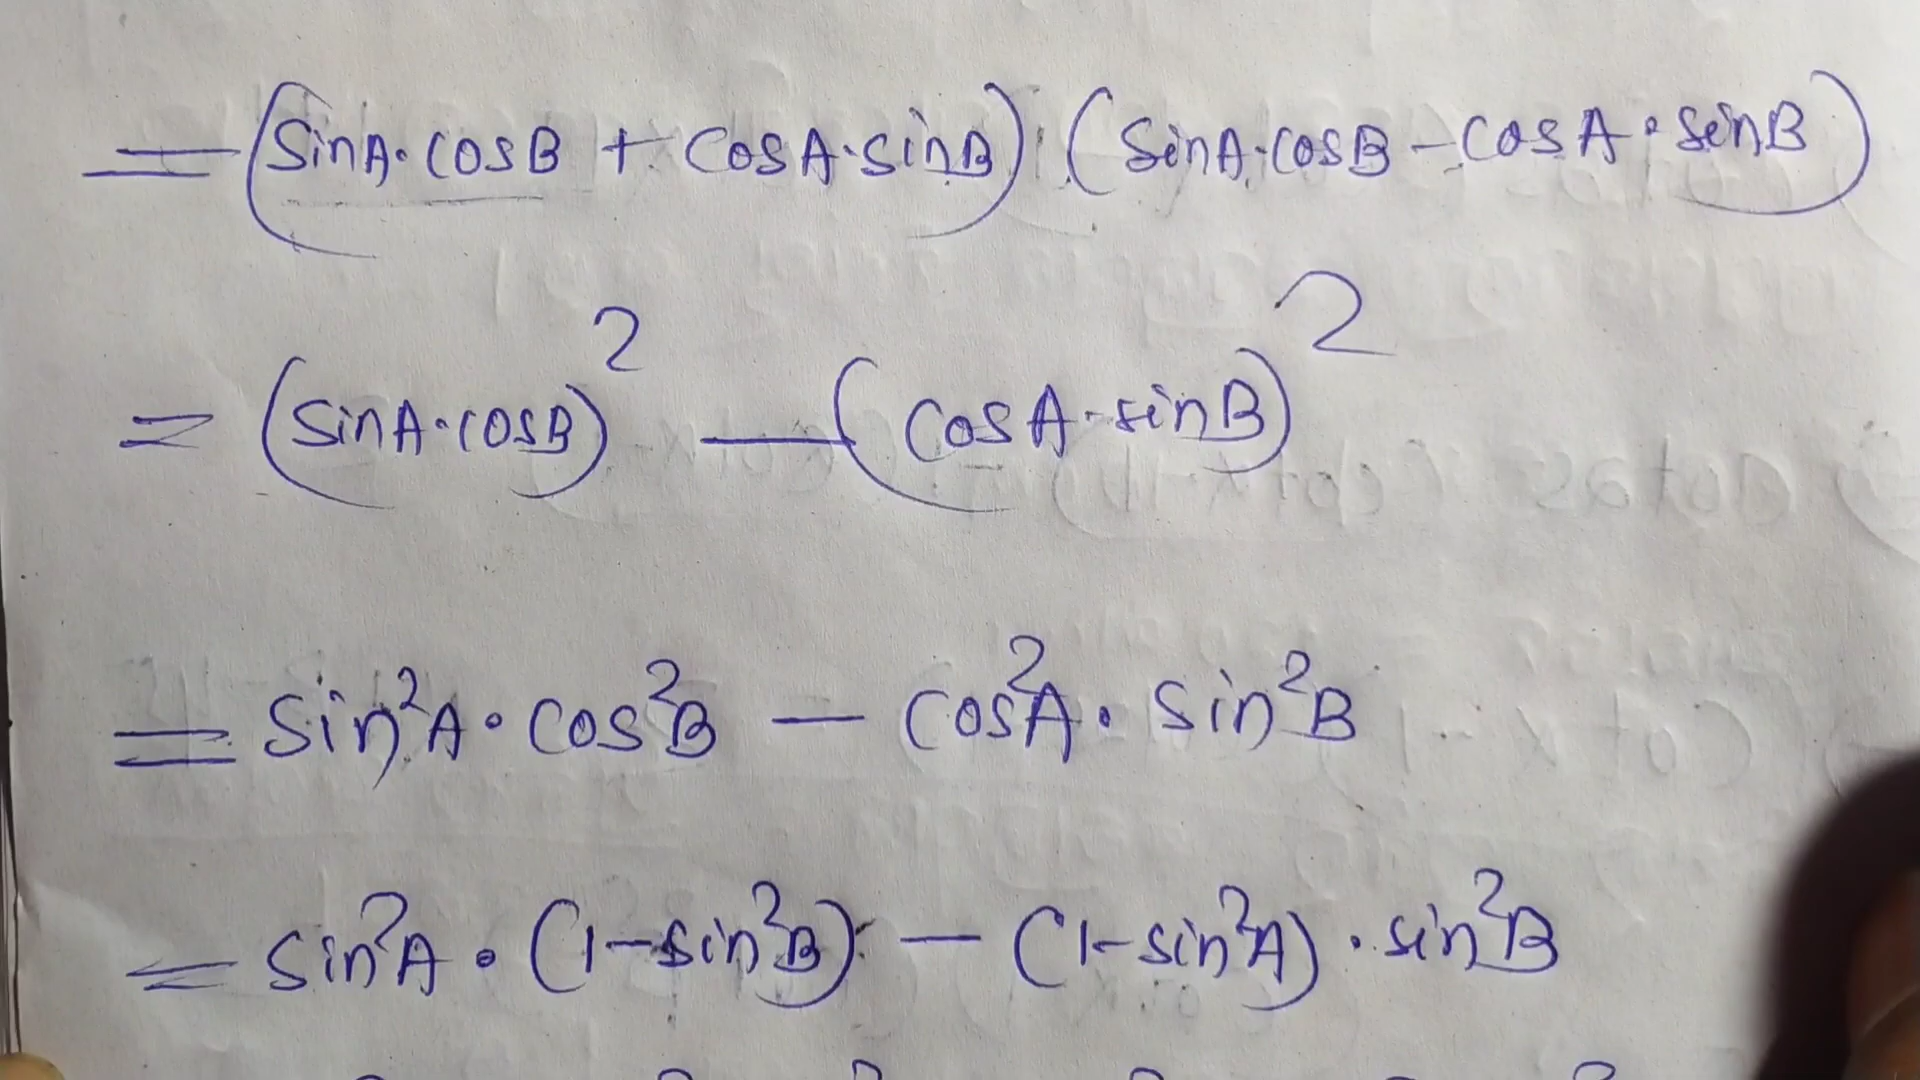 = (sinA·cosB + cosA·sinB) · (sinA·cosB - cosA·sinB)
= (sinA·cosB)² - (cosA·sinB)²
= sin²A·cos²B - cos²A·sin²B
= sin²A·(1-sin²B) - (1-sin²A)·sin²B